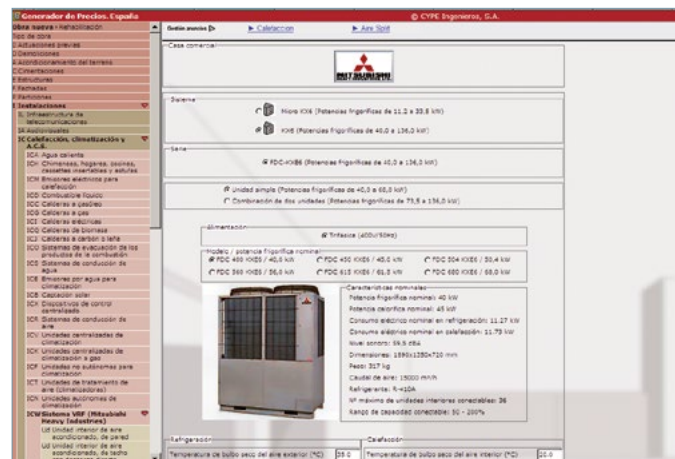 Generador de Precios. España
© CYPE Ingenieros, S.A.
Obra nueva Rehabilitación
Tipo de obra
Actuaciones previas
Demoliciones
Acondicionamiento del terreno
Cimentaciones
Estructuras
Fachadas
Particiones
Instalaciones
IL Infraestructura de
telecomunicaciones
Audiovisuales
IC Calefacción, climatización y
A.C.S.
ICA Agua caliente
ICH Chimeneas, hogares, cocinas,
cassettes insertables y estufas
ICM Emisores eléctricos para
calefacción
ICO Combustible líquido
ICC Calderas a gasóleo
ICG Calderas a gas
ICE Calderas eléctricas
ICQ Calderas de biomasa
ICJ Calderas a carbón o leña
ICO Sistemas de evacuación de los
productos de la combustión
ICS Sistemas de conducción de
agua
ICE Emisores por agua para
climatización
ICB Captación solar
ICX Dispositivos de control
centralizado
ICR Sistemas de conducción de
aire
ICV Unidades centralizadas de
climatización
Unidades centralizadas de
climatización a gas
ICF Unidades no autónomas para
climatización
ICT Unidades de tratamiento de
aire (climatizadoras)
ICN Unidades autónomas de
climatización
ICW Sistema VRF (Mitsubishi
Heavy Industries)
Ud Unidad interior de aire
acondicionado, de pared
Ud Unidad interior de aire
acondicionado, de techo
Calefacción
Aire Split
Casa comercial
MITSUBISHI
Sistema
Micro KX6 (Potencias frigoríficas de 11,2 a 33,5 kW)
KX6 (Potencias frigoríficas de 40,0 a 136,0 kW)
Serie
FDC-KXE6 (Potencias frigoríficas de 40,0 a 136,0 kW)
Unidad simple (Potencias frigoríficas de 40,0 a 68,0 kW)
Combinación de dos unidades (Potencias frigoríficas de 73,5 a 136,0 kW)
Alimentación
Trifásica (400V/50Hz)
Modelo / potencia frigorífica nominal
FDC 400 KXE6 / 40,0 kW FDC 450 KXE6 / 45,0 kW FDC 504 KXE6 / 50,4 kW
FDC 560 KXE6 / 56,0 kW FDC 615 KXE6 / 61,5 kW FDC 680 KXE6 / 68,0 kW
Características nominales
Potencia frigorífica nominal: 40 kW
Potencia calorífica nominal: 45 kW
Consumo eléctrico nominal en refrigeración: 11.27 kW
Consumo eléctrico nominal en calefacción: 11.73 kW
Nivel sonoro: 59,5 dBA
Dimensiones: 1690x1350x720 mm
Peso: 317 kg
Caudal de aire: 15000 m³/h
Refrigerante: R-410A
Nº máximo de unidades interiores conectables: 36
Rango de capacidad conectable: 50 - 200%
Refrigeración
Temperatura de bulbo seco del aire exterior (°C) 35.0
Calefacción
Temperatura de bulbo seco del aire interior (°C) 20.0